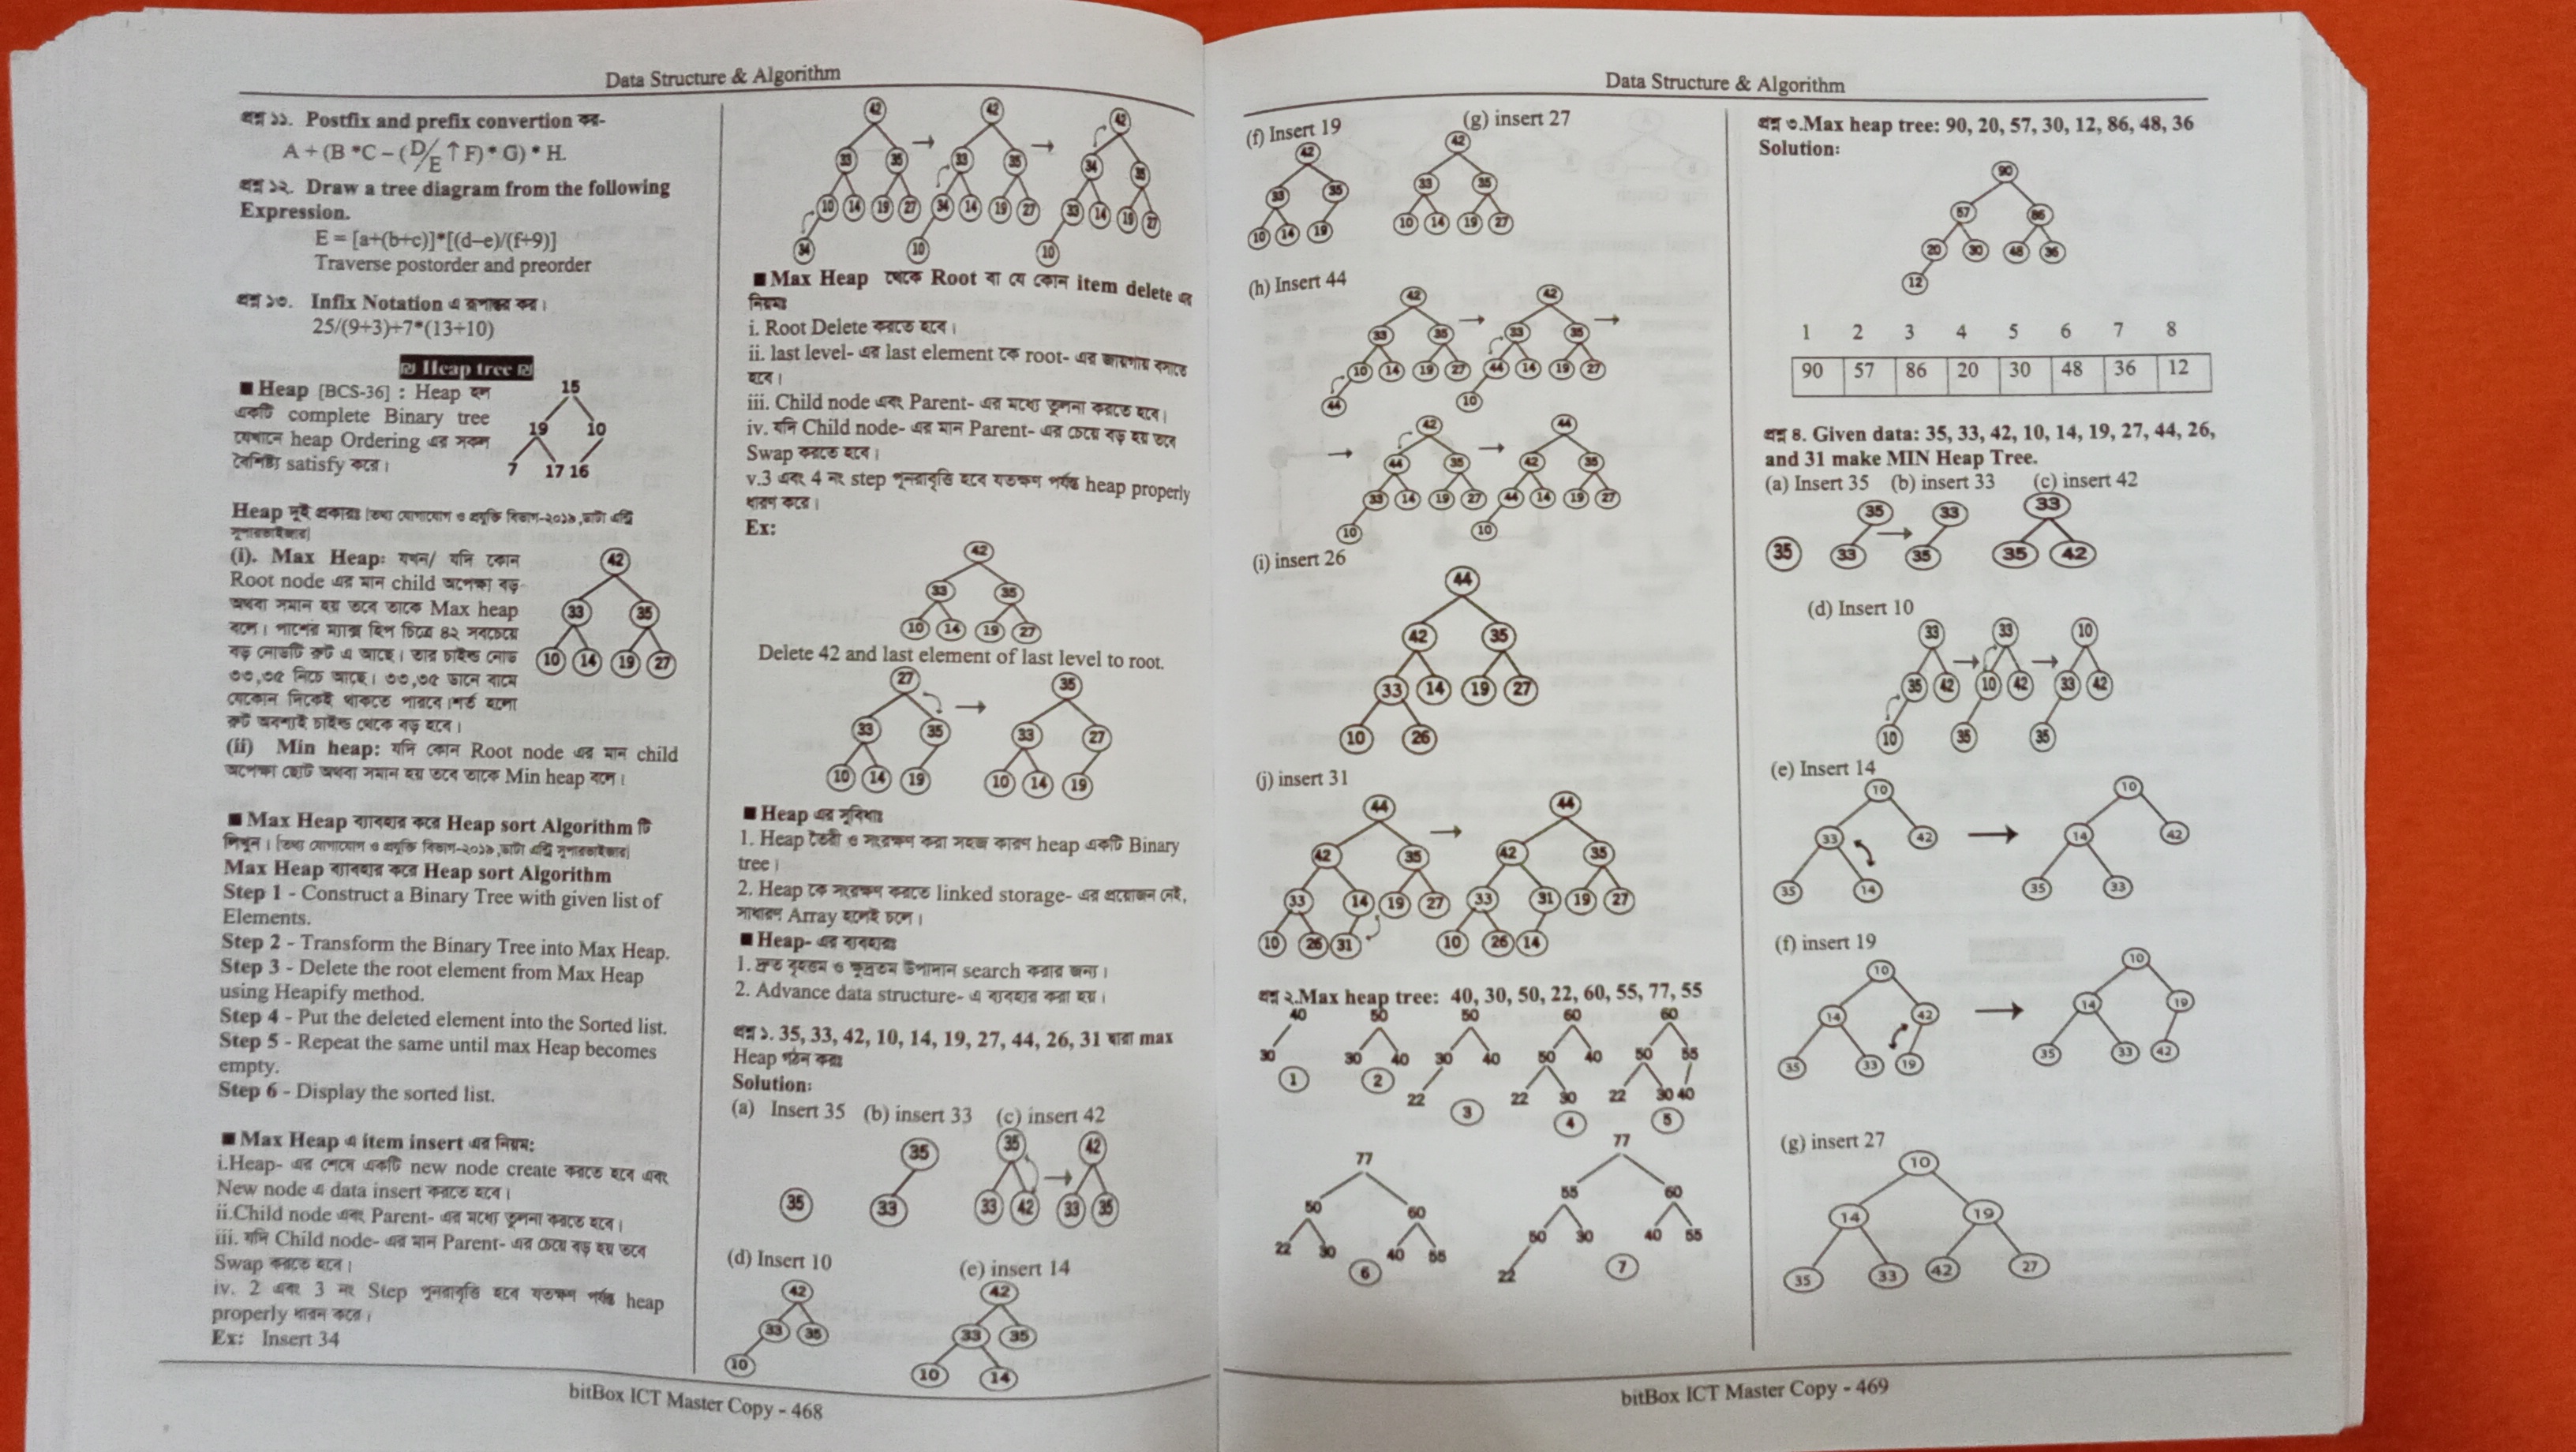 Data Structure & Algorithm
প্রশ্ন ১১. Postfix and prefix convertion কর-
A + (B *C – (D/E ↑ F) * G) * H.
প্রশ্ন ১২. Draw a tree diagram from the following
Expression.
E = [a+(b+c)]*[(d–e)/(f+9)]
Traverse postorder and preorder
প্রশ্ন ১৩. Infix Notation এ রূপান্তর কর।
25/(9+3)+7*(13+10)
Heap tree
■ Heap [BCS-36] : Heap হল
একটি complete Binary tree
যেখানে heap Ordering এর সকল
বৈশিষ্ট্য satisfy করে।
15
19 10
7 17 16
Heap দুই প্রকারঃ [তথ্য যোগাযোগ ও প্রযুক্তি বিভাগ-২০১৯,ডাটা এন্ট্রি
সুপারভাইজার]
(i). Max Heap: যখন/ যদি কোন
Root node এর মান child অপেক্ষা বড়
অথবা সমান হয় তবে তাকে Max heap
বলে। পাশের ম্যাক্স হিপ চিত্রে ৪২ সবচেয়ে
বড় নোডটি রুট এ আছে। তার চাইল্ড নোড
৩৩,৩৫ নিচে আছে। ৩৩,৩৫ ডানে বামে
যেকোন দিকেই থাকতে পারবে।শর্ত হলো
রুট অবশ্যই চাইল্ড থেকে বড় হবে।
42
33 35
10 14 19 27
(ii) Min heap: যদি কোন Root node এর মান child
অপেক্ষা ছোট অথবা সমান হয় তবে তাকে Min heap বলে।
■ Max Heap ব্যাবহার করে Heap sort Algorithm টি
লিখুন। [তথ্য যোগাযোগ ও প্রযুক্তি বিভাগ-২০১৯,ডাটা এন্ট্রি সুপারভাইজার]
Max Heap ব্যাবহার করে Heap sort Algorithm
Step 1 - Construct a Binary Tree with given list of
Elements.
Step 2 - Transform the Binary Tree into Max Heap.
Step 3 - Delete the root element from Max Heap
using Heapify method.
Step 4 - Put the deleted element into the Sorted list.
Step 5 - Repeat the same until max Heap becomes
empty.
Step 6 - Display the sorted list.
■ Max Heap এ item insert এর নিয়ম:
i.Heap- এর শেষে একটি new node create করতে হবে এবং
New node এ data insert করতে হবে।
ii.Child node এবং Parent- এর মধ্যে তুলনা করতে হবে।
iii. যদি Child node- এর মান Parent- এর চেয়ে বড় হয় তবে
Swap করতে হবে।
iv. 2 এবং 3 নং Step পুনরাবৃত্তি হবে যতক্ষণ পর্যন্ত heap
properly ধারন করে।
Ex: Insert 34
42 42 42
33 35 33 35 34 35
10 14 19 27 34 14 19 27 33 14 19 27
34 10 10
■ Max Heap থেকে Root বা যে কোন item delete এর
নিয়মঃ
i. Root Delete করতে হবে।
ii. last level- এর last element কে root- এর জায়গায় বসাতে
হবে।
iii. Child node এবং Parent- এর মধ্যে তুলনা করতে হবে।
iv. যদি Child node- এর মান Parent- এর চেয়ে বড় হয় তবে
Swap করতে হবে।
v.3 এবং 4 নং step পুনরাবৃত্তি হবে যতক্ষণ পর্যন্ত heap properly
ধারণ করে।
Ex:
42
33 35
10 14 19 27
Delete 42 and last element of last level to root.
27 35
33 35 33 27
10 14 19 10 14 19
■ Heap এর সুবিধাঃ
1. Heap তৈরী ও সংরক্ষণ করা সহজ কারণ heap একটি Binary
tree।
2. Heap কে সংরক্ষণ করতে linked storage- এর প্রয়োজন নেই,
সাধারণ Array হলেই চলে।
■ Heap- এর ব্যবহারঃ
1. দ্রুত বৃহত্তম ও ক্ষুদ্রতম উপাদান search করার জন্য।
2. Advance data structure- এ ব্যবহার করা হয়।
প্রশ্ন ১. 35, 33, 42, 10, 14, 19, 27, 44, 26, 31 দ্বারা max
Heap গঠন করঃ
Solution:
(a) Insert 35 (b) insert 33 (c) insert 42
35 35 42
35 33 33 42 33 35
(d) Insert 10 (e) insert 14
42 42
33 35 33 35
10 10 14
bitBox ICT Master Copy - 468
Data Structure & Algorithm
(f) Insert 19 (g) insert 27
42 42
33 35 33 35
10 14 19 10 14 19 27
(h) Insert 44
42 42
33 35 33 35
10 14 19 27 44 14 19 27
44 10
42 44
44 35 42 35
33 14 19 27 44 14 19 27
10 10
(i) insert 26
44
42 35
33 14 19 27
10 26
(j) insert 31
44 44
42 35 42 35
33 14 19 27 33 31 19 27
10 26 31 10 26 14
প্রশ্ন ২.Max heap tree: 40, 30, 50, 22, 60, 55, 77, 55
40 50 50 60 60
30 30 40 30 40 50 40 50 55
22 22 30 22 30 40
1 2 3 4 5
77 77
50 60 55 60
22 30 40 55 50 30 40 55
22
6 7
প্রশ্ন ৩.Max heap tree: 90, 20, 57, 30, 12, 86, 48, 36
Solution:
90
57 86
20 30 48 36
12
1 2 3 4 5 6 7 8
90 57 86 20 30 48 36 12
প্রশ্ন 8. Given data: 35, 33, 42, 10, 14, 19, 27, 44, 26,
and 31 make MIN Heap Tree.
(a) Insert 35 (b) insert 33 (c) insert 42
35 33 33
35 33 35 35 42
(d) Insert 10
33 33 10
35 42 10 42 33 42
10 35 35
(e) Insert 14
10 10
33 42 14 42
35 14 35 33
(f) insert 19
10 10
14 42 14 19
35 33 19 35 33 42
(g) insert 27
10
14 19
35 33 42 27
bitBox ICT Master Copy - 469